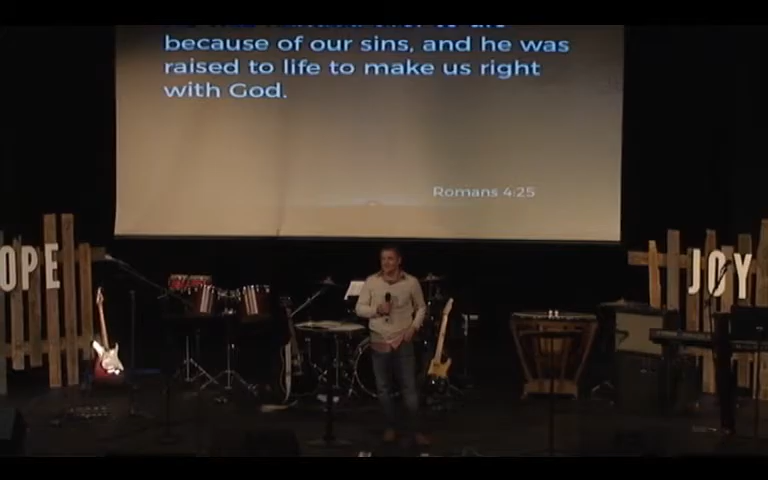 because of our sins, and he was
raised to life to make us right
with God.
Romans 4:25
OPE
JOY